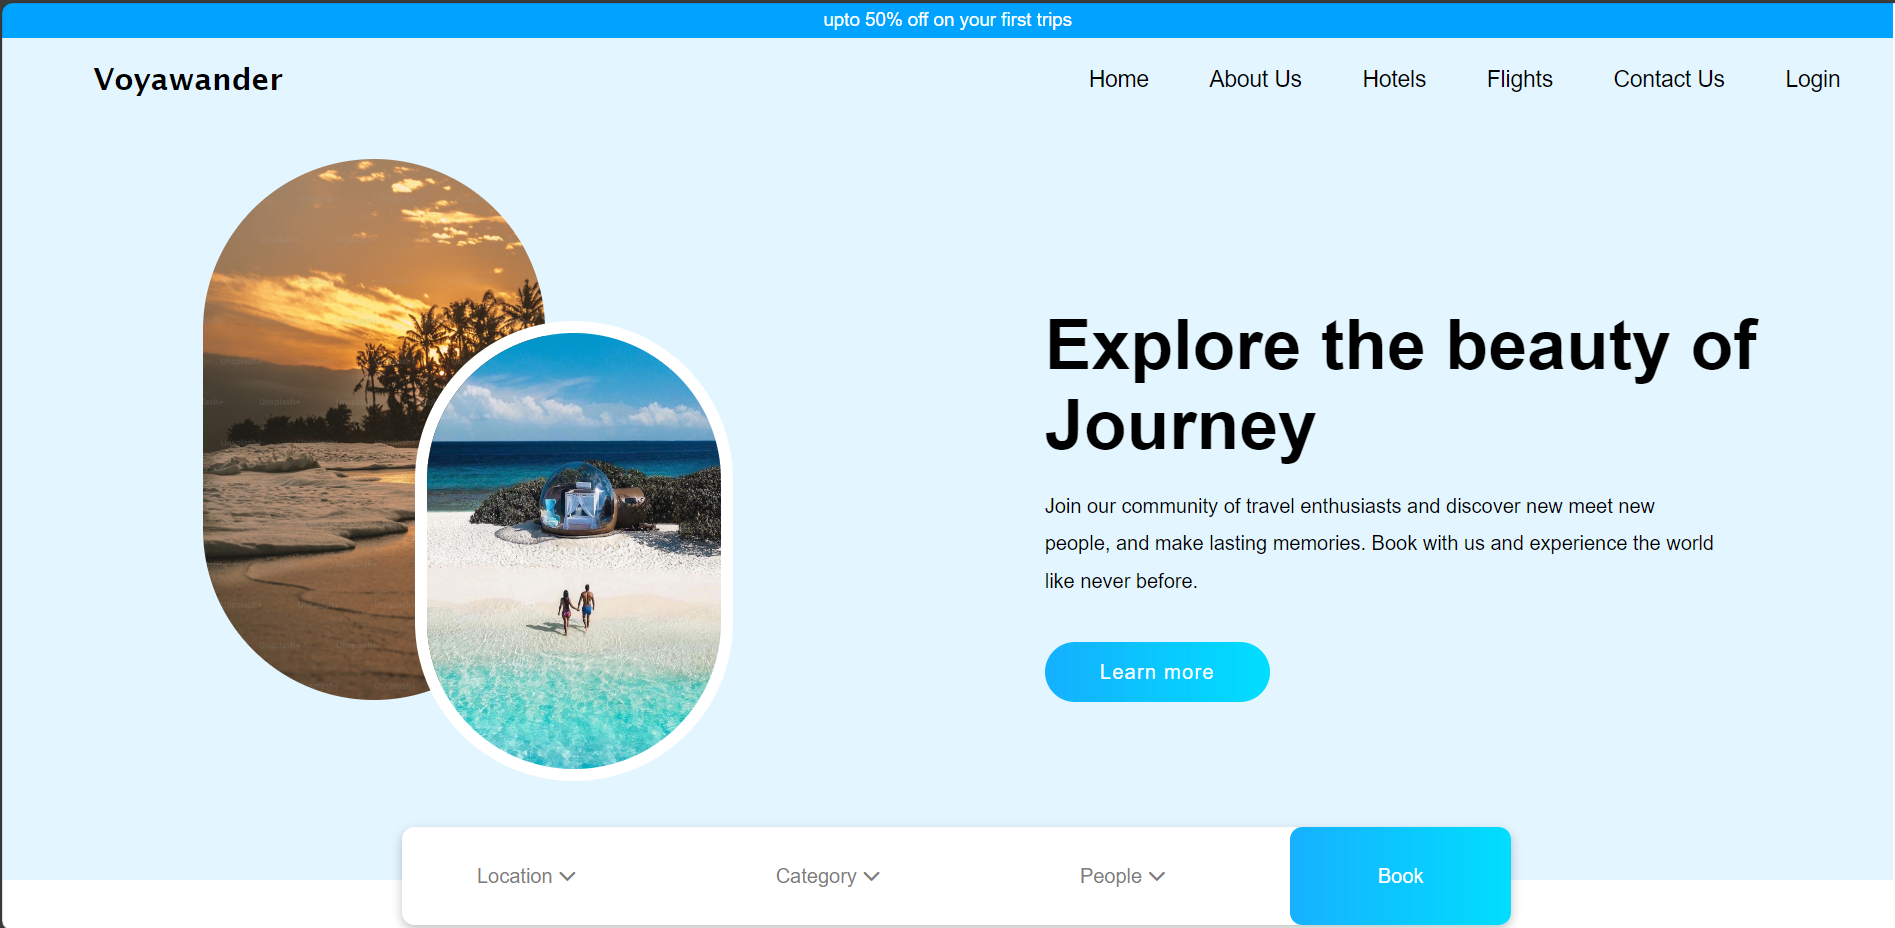 upto 50% off on your first trips
Voyawander
Home About Us Hotels Flights Contact Us Login
Explore the beauty of
Journey
Join our community of travel enthusiasts and discover new meet new
people, and make lasting memories. Book with us and experience the world
like never before.
Learn more
Unsplash+
Location Category People Book